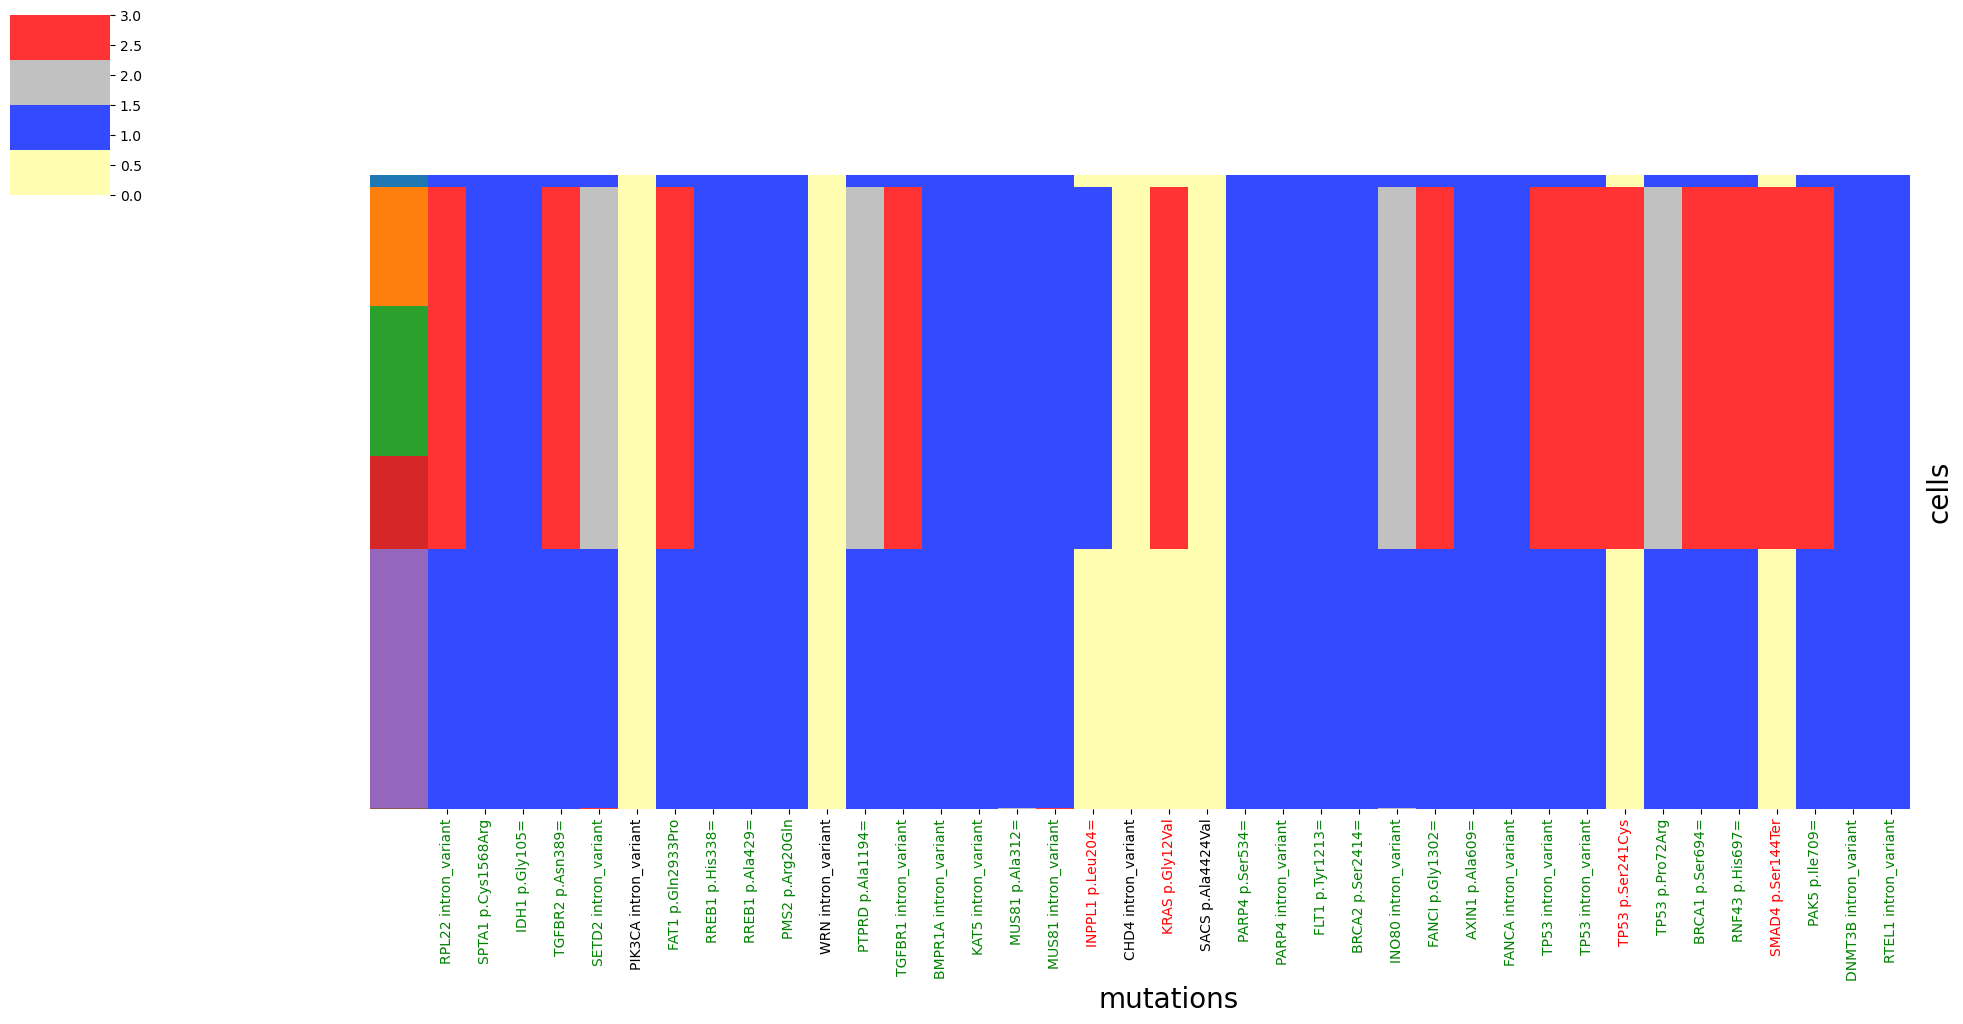 3.0
2.5
2.0
1.5
1.0
0.5
0.0
cells
RPL22 intron_variant
SPTA1 p.Cys1568Arg
IDH1 p.Gly105=
TGFBR2 p.Asn389=
SETD2 intron_variant
PIK3CA intron_variant
FAT1 p.Gln2933Pro
RREB1 p.His338=
RREB1 p.Ala429=
PMS2 p.Arg20Gln
WRN intron_variant
PTPRD p.Ala1194=
TGFBR1 intron_variant
BMPR1A intron_variant
KAT5 intron_variant
MUS81 p.Ala312=
MUS81 intron_variant
INPPL1 p.Leu204=
CHD4 intron_variant
KRAS p.Gly12Val
SACS p.Ala4424Val
PARP4 p.Ser534=
PARP4 intron_variant
FLT1 p.Tyr1213=
BRCA2 p.Ser2414=
INO80 intron_variant
FANCI p.Gly1302=
AXIN1 p.Ala609=
FANCA intron_variant
TP53 intron_variant
TP53 intron_variant
TP53 p.Ser241Cys
TP53 p.Pro72Arg
BRCA1 p.Ser694=
RNF43 p.His697=
SMAD4 p.Ser144Ter
PAK5 p.Ile709=
DNMT3B intron_variant
RTEL1 intron_variant
mutations